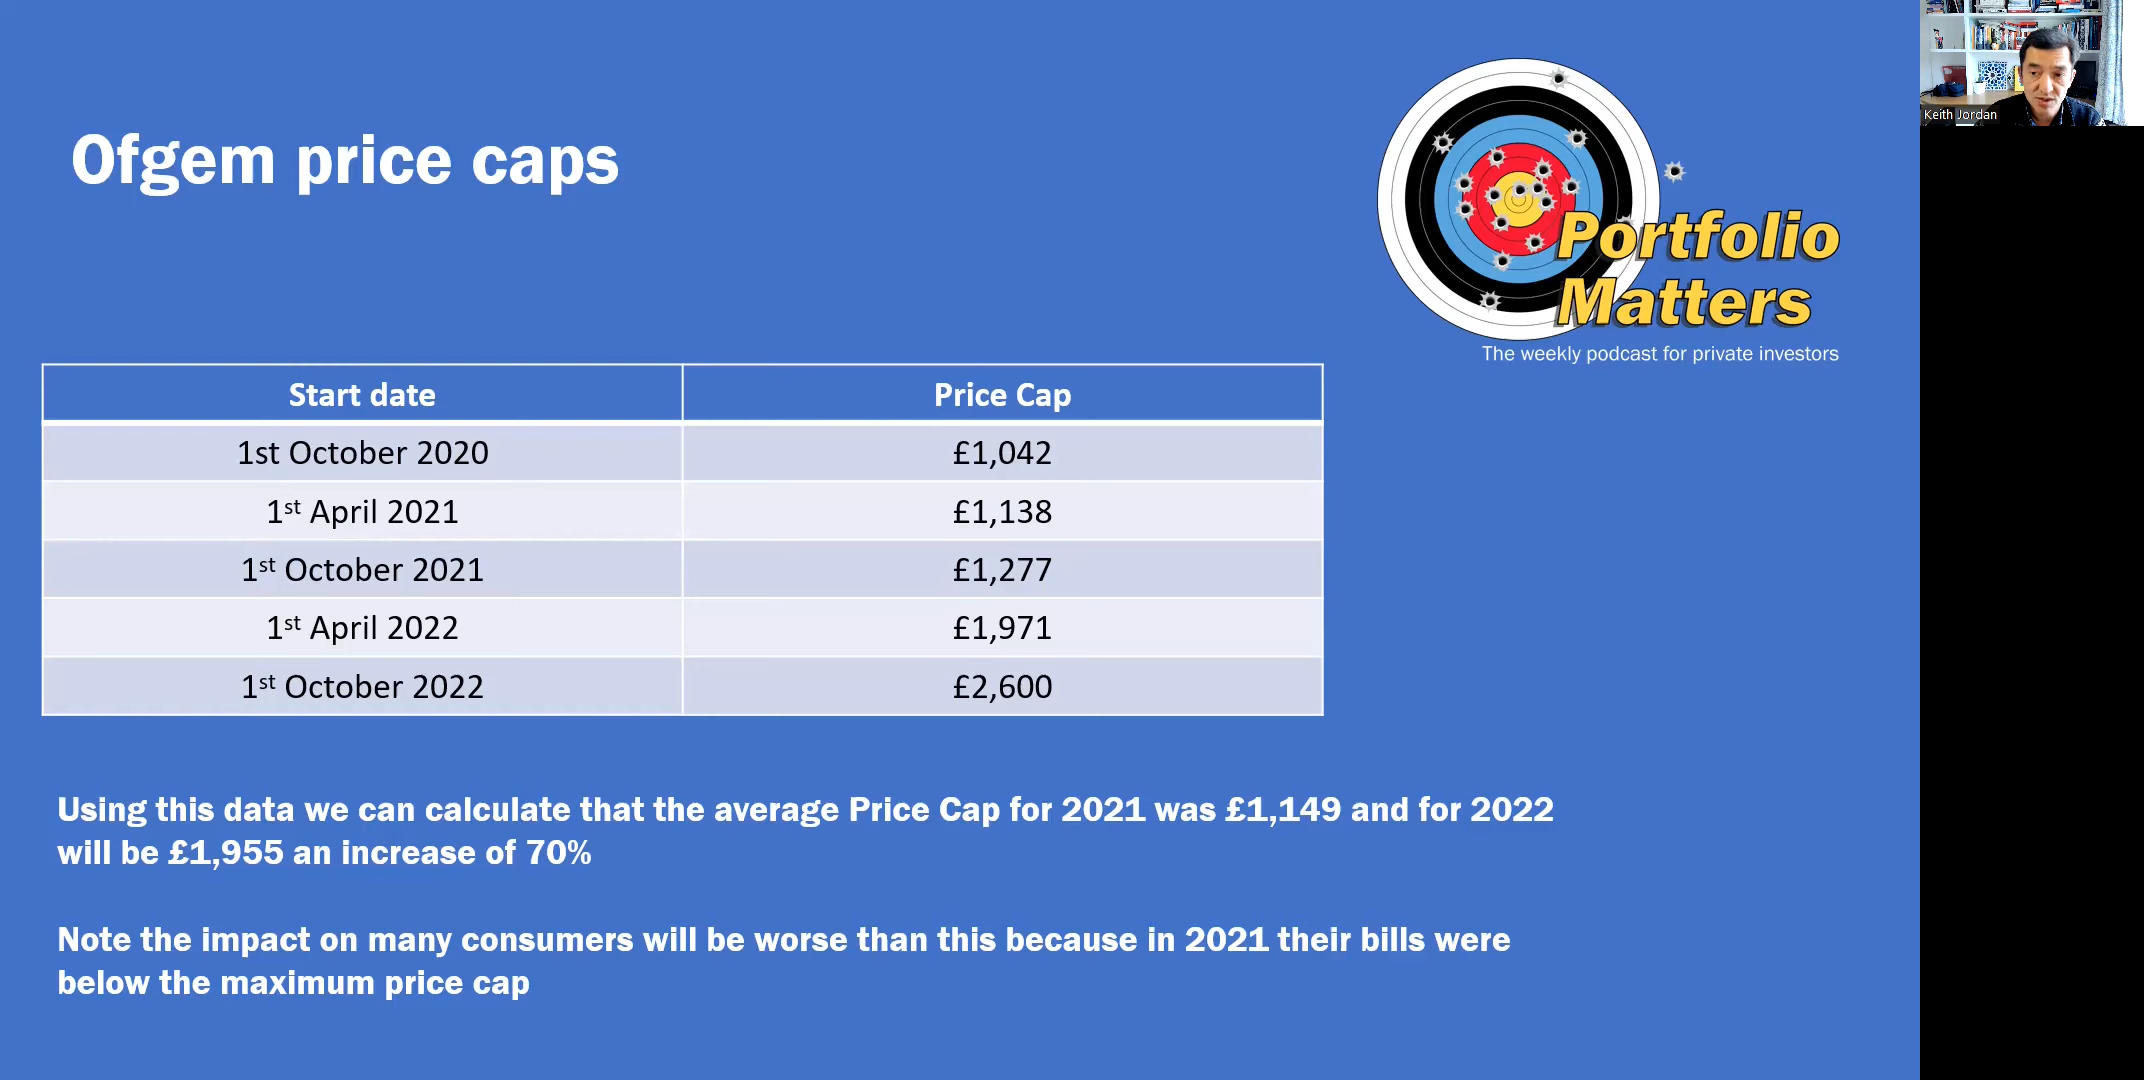 Keith Jordan
Ofgem price caps
Portfolio
Matters
The weekly podcast for private investors
Start date Price Cap
1st October 2020 £1,042
1st April 2021 £1,138
1st October 2021 £1,277
1st April 2022 £1,971
1st October 2022 £2,600
Using this data we can calculate that the average Price Cap for 2021 was £1,149 and for 2022
will be £1,955 an increase of 70%
Note the impact on many consumers will be worse than this because in 2021 their bills were
below the maximum price cap